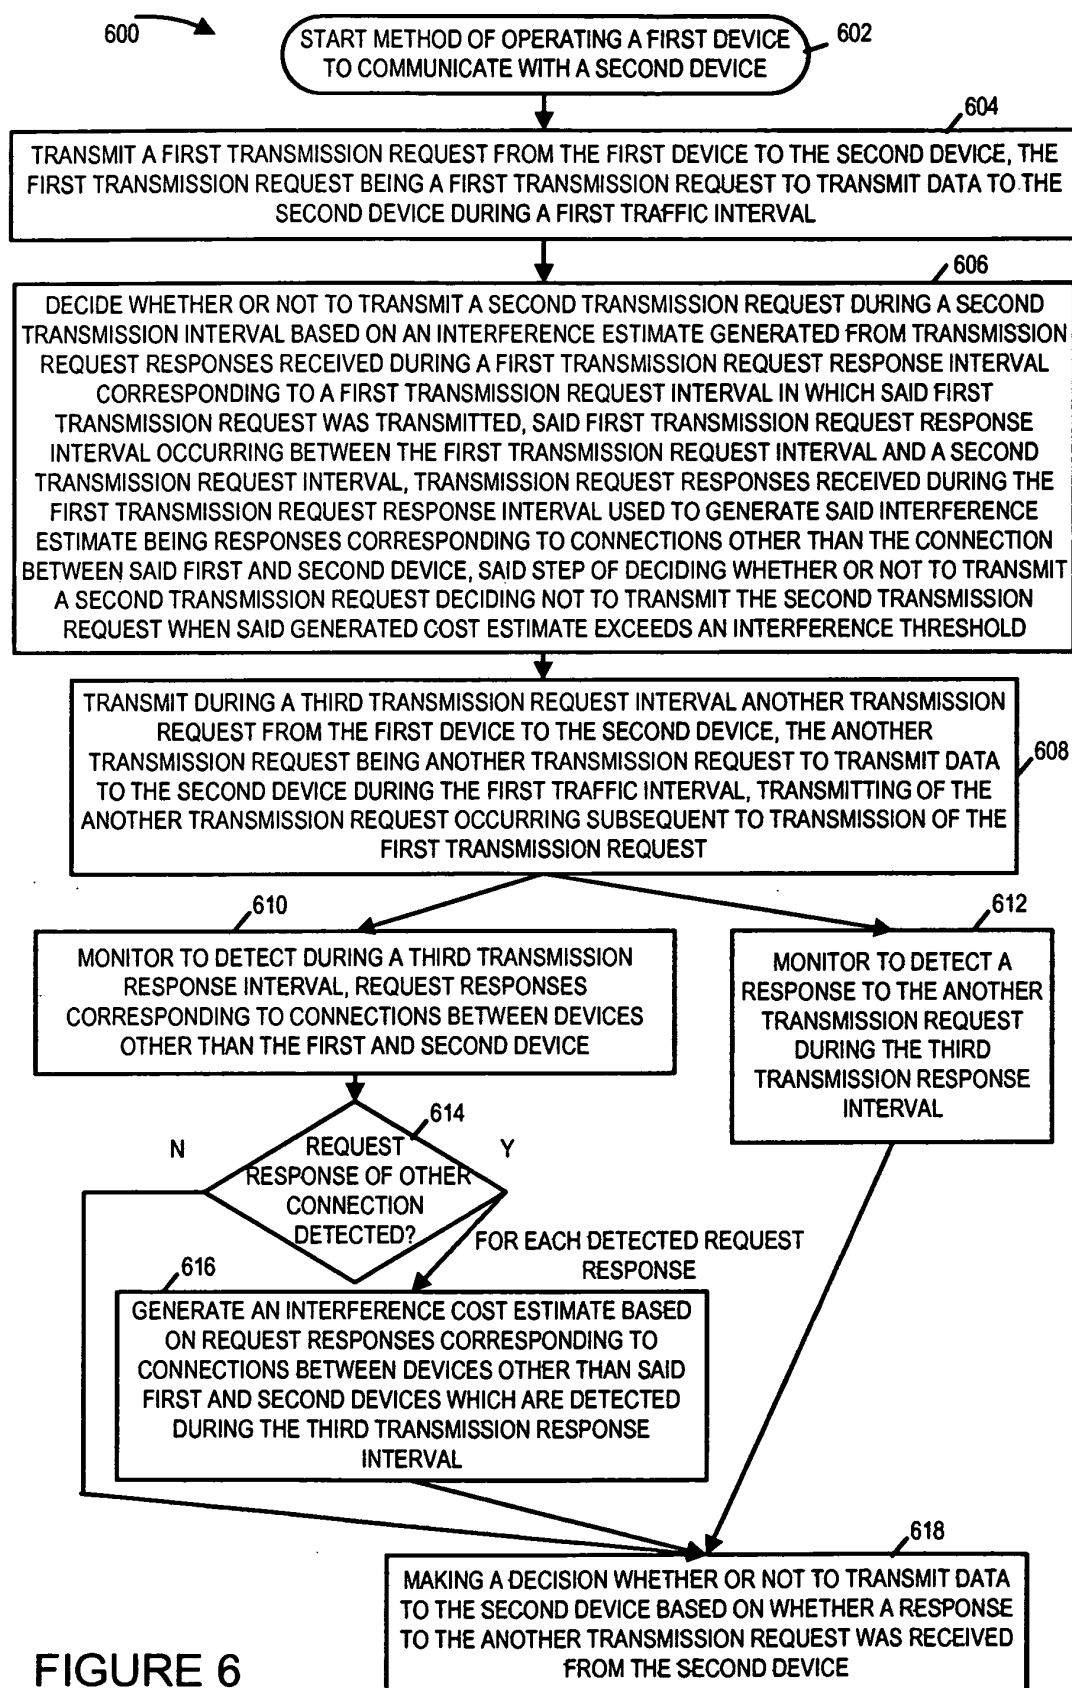 600
START METHOD OF OPERATING A FIRST DEVICE
TO COMMUNICATE WITH A SECOND DEVICE
602
604
TRANSMIT A FIRST TRANSMISSION REQUEST FROM THE FIRST DEVICE TO THE SECOND DEVICE, THE
FIRST TRANSMISSION REQUEST BEING A FIRST TRANSMISSION REQUEST TO TRANSMIT DATA TO THE
SECOND DEVICE DURING A FIRST TRAFFIC INTERVAL
606
DECIDE WHETHER OR NOT TO TRANSMIT A SECOND TRANSMISSION REQUEST DURING A SECOND
TRANSMISSION INTERVAL BASED ON AN INTERFERENCE ESTIMATE GENERATED FROM TRANSMISSION
REQUEST RESPONSES RECEIVED DURING A FIRST TRANSMISSION REQUEST RESPONSE INTERVAL
CORRESPONDING TO A FIRST TRANSMISSION REQUEST INTERVAL IN WHICH SAID FIRST
TRANSMISSION REQUEST WAS TRANSMITTED, SAID FIRST TRANSMISSION REQUEST RESPONSE
INTERVAL OCCURRING BETWEEN THE FIRST TRANSMISSION REQUEST INTERVAL AND A SECOND
TRANSMISSION REQUEST INTERVAL, TRANSMISSION REQUEST RESPONSES RECEIVED DURING THE
FIRST TRANSMISSION REQUEST RESPONSE INTERVAL USED TO GENERATE SAID INTERFERENCE
ESTIMATE BEING RESPONSES CORRESPONDING TO CONNECTIONS OTHER THAN THE CONNECTION
BETWEEN SAID FIRST AND SECOND DEVICE, SAID STEP OF DECIDING WHETHER OR NOT TO TRANSMIT
A SECOND TRANSMISSION REQUEST DECIDING NOT TO TRANSMIT THE SECOND TRANSMISSION
REQUEST WHEN SAID GENERATED COST ESTIMATE EXCEEDS AN INTERFERENCE THRESHOLD
TRANSMIT DURING A THIRD TRANSMISSION REQUEST INTERVAL ANOTHER TRANSMISSION
REQUEST FROM THE FIRST DEVICE TO THE SECOND DEVICE, THE ANOTHER
TRANSMISSION REQUEST BEING ANOTHER TRANSMISSION REQUEST TO TRANSMIT DATA
TO THE SECOND DEVICE DURING THE FIRST TRAFFIC INTERVAL, TRANSMITTING OF THE
ANOTHER TRANSMISSION REQUEST OCCURRING SUBSEQUENT TO TRANSMISSION OF THE
FIRST TRANSMISSION REQUEST
608
610
MONITOR TO DETECT DURING A THIRD TRANSMISSION
RESPONSE INTERVAL, REQUEST RESPONSES
CORRESPONDING TO CONNECTIONS BETWEEN DEVICES
OTHER THAN THE FIRST AND SECOND DEVICE
612
MONITOR TO DETECT A
RESPONSE TO THE ANOTHER
TRANSMISSION REQUEST
DURING THE THIRD
TRANSMISSION RESPONSE
INTERVAL
614
N
Y
REQUEST
RESPONSE OF OTHER
CONNECTION
DETECTED?
FOR EACH DETECTED REQUEST
RESPONSE
616
GENERATE AN INTERFERENCE COST ESTIMATE BASED
ON REQUEST RESPONSES CORRESPONDING TO
CONNECTIONS BETWEEN DEVICES OTHER THAN SAID
FIRST AND SECOND DEVICES WHICH ARE DETECTED
DURING THE THIRD TRANSMISSION RESPONSE
INTERVAL
618
MAKING A DECISION WHETHER OR NOT TO TRANSMIT DATA
TO THE SECOND DEVICE BASED ON WHETHER A RESPONSE
TO THE ANOTHER TRANSMISSION REQUEST WAS RECEIVED
FROM THE SECOND DEVICE
FIGURE 6